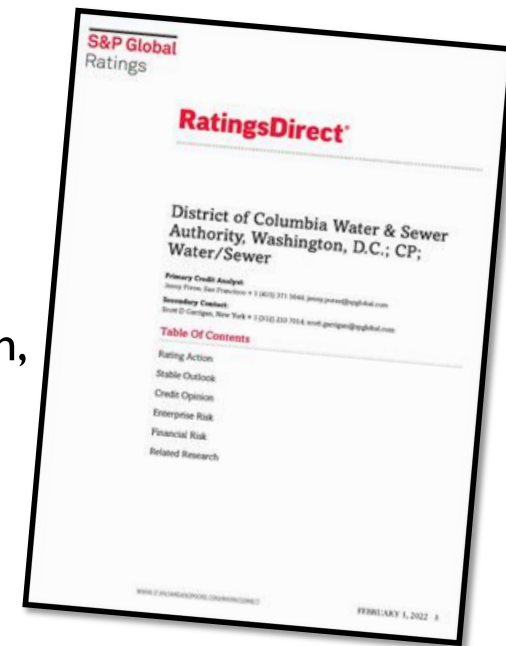 S&P Global
Ratings
RatingsDirect®
District of Columbia Water & Sewer
Authority, Washington, D.C.; CP;
Water/Sewer
Primary Credit Analyst:
Secondary Contact:
n,
Table Of Contents
Rating Action
Stable Outlook
Credit Opinion
Enterprise Risk
Financial Risk
Related Research
FEBRUARY 1, 2022 1